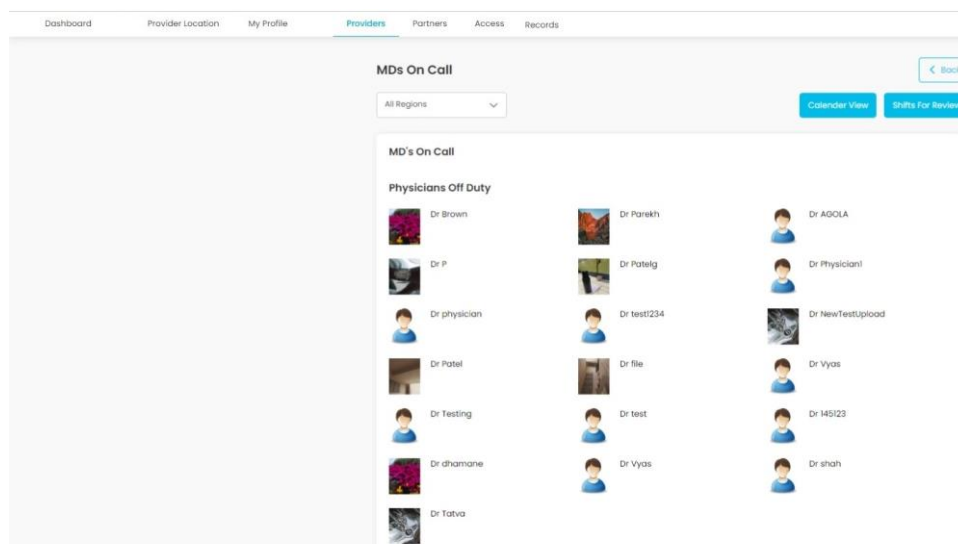 Dashboard Provider Location My Profile Providers Partners Access Records
MDs On Call
Back
All Regions
Calender View Shifts For Review
MD's On Call
Physicians Off Duty
Dr Brown Dr Parekh Dr AGOLA
Dr P Dr Patelg Dr Physician1
Dr physician Dr test1234 Dr NewTestUpload
Dr Patel Dr file Dr Vyas
Dr Testing Dr test Dr 145123
Dr dhamane Dr Vyas Dr shah
Dr Tatva